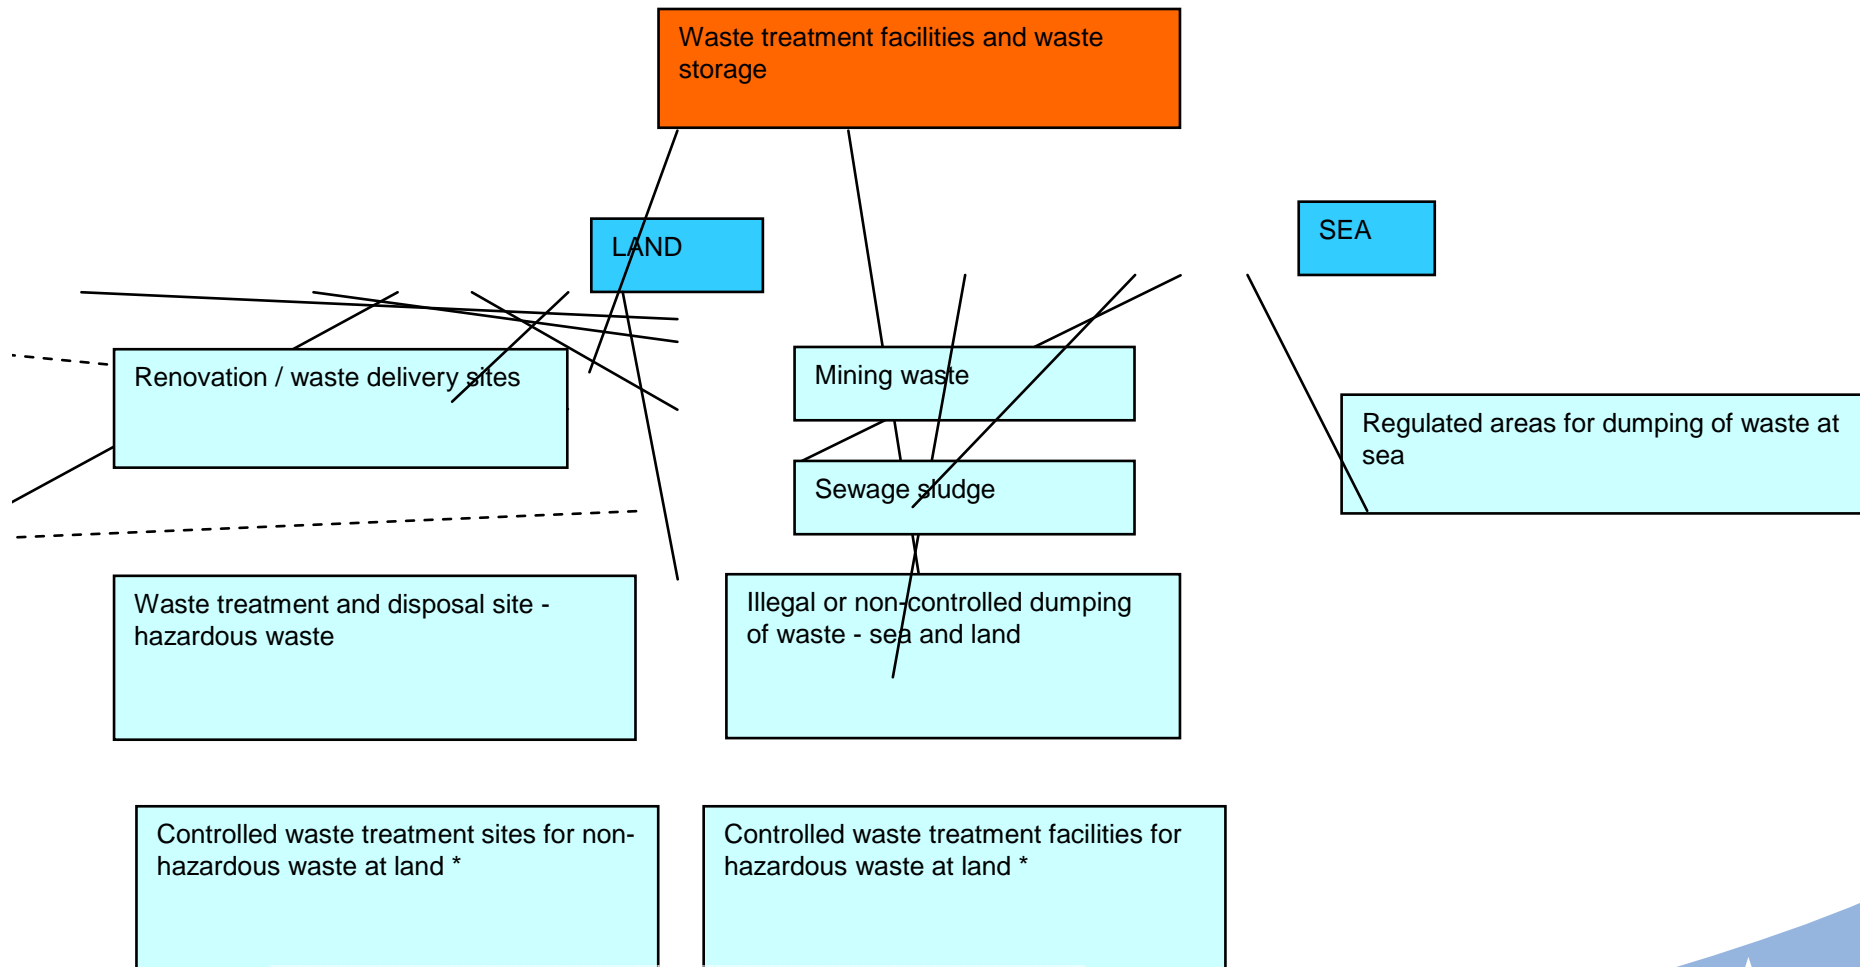 Waste treatment facilities and waste
storage
LAND
SEA
Renovation / waste delivery sites
Mining waste
Regulated areas for dumping of waste at
sea
Sewage sludge
Waste treatment and disposal site -
hazardous waste
Illegal or non-controlled dumping
of waste - sea and land
Controlled waste treatment sites for non-
hazardous waste at land *
Controlled waste treatment facilities for
hazardous waste at land *